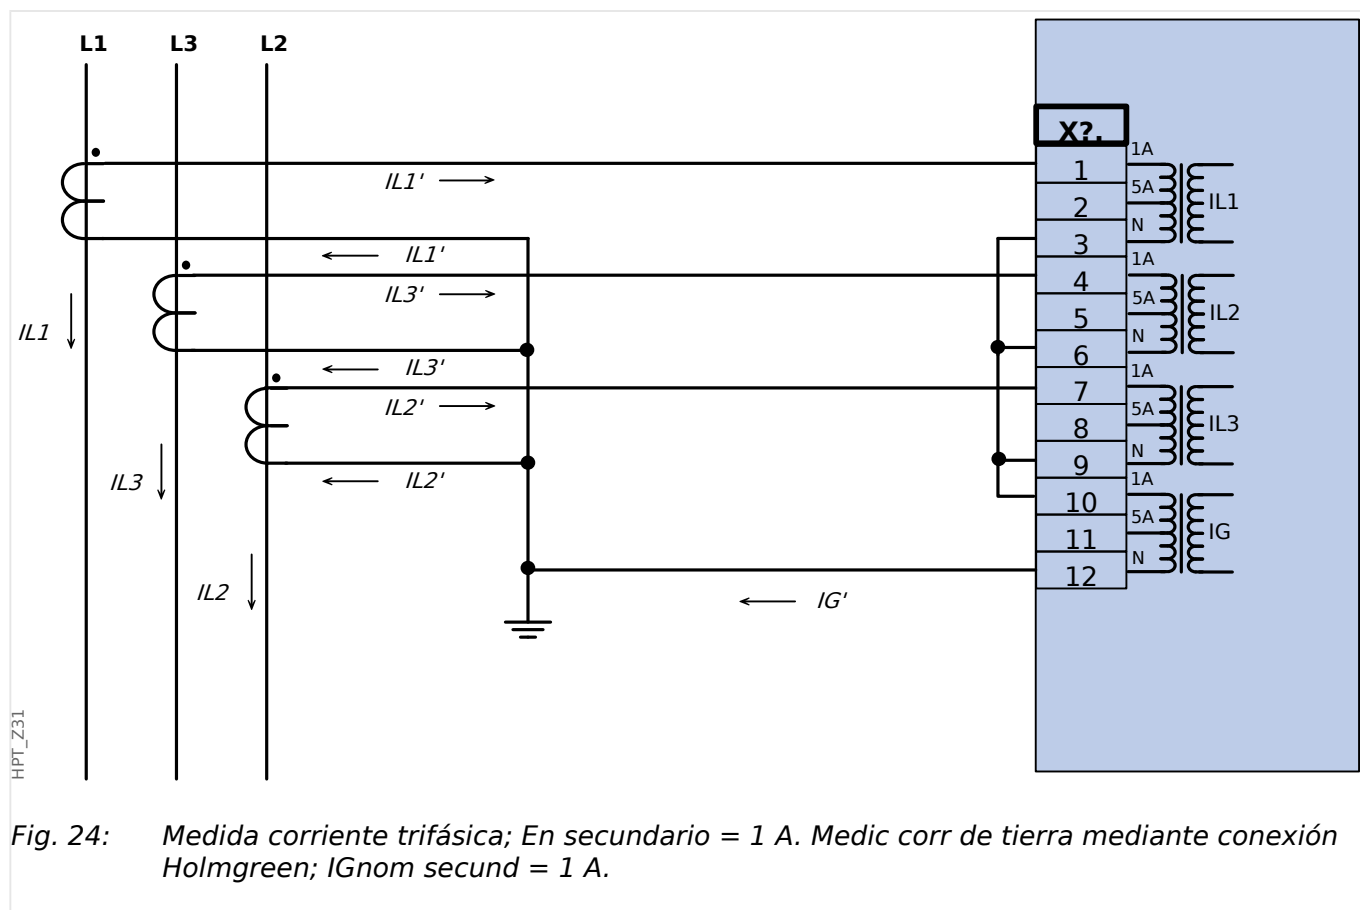 L1 L3 L2
X?.
1A
1
IL1'
5A
IL1
2
N
3
IL1'
1A
4
IL3'
5A
IL2
5
IL1
N
6
IL3'
1A
7
IL2'
5A
IL3
8
N
9
IL2'
IL3
1A
10
5A
IG
11
N
12
IL2
IG'
HPT_Z31
Fig. 24: Medida corriente trifásica; En secundario = 1 A. Medic corr de tierra mediante conexión
Holmgreen; IGnom secund = 1 A.